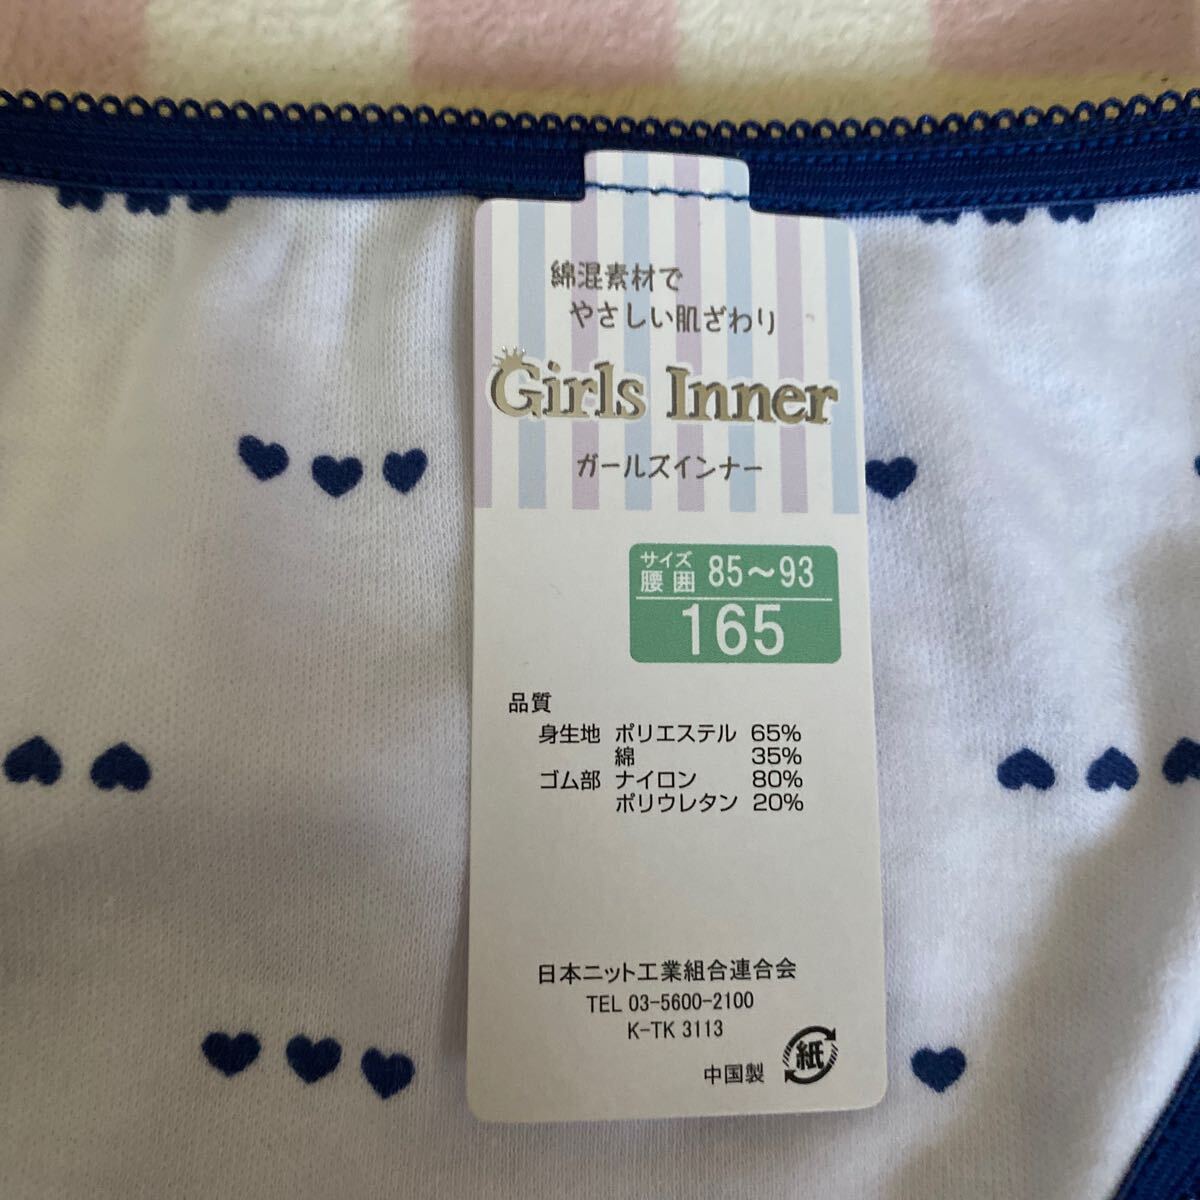 綿混素材で
やさしい肌ざわり
Girls Inner
ガールズインナー
サイズ
腰囲 85～93
165
品質
身生地 ポリエステル 65%
綿 35%
ゴム部 ナイロン 80%
ポリウレタン 20%
日本ニット工業組合連合会
TEL 03-5600-2100
K-TK 3113
中国製
紙